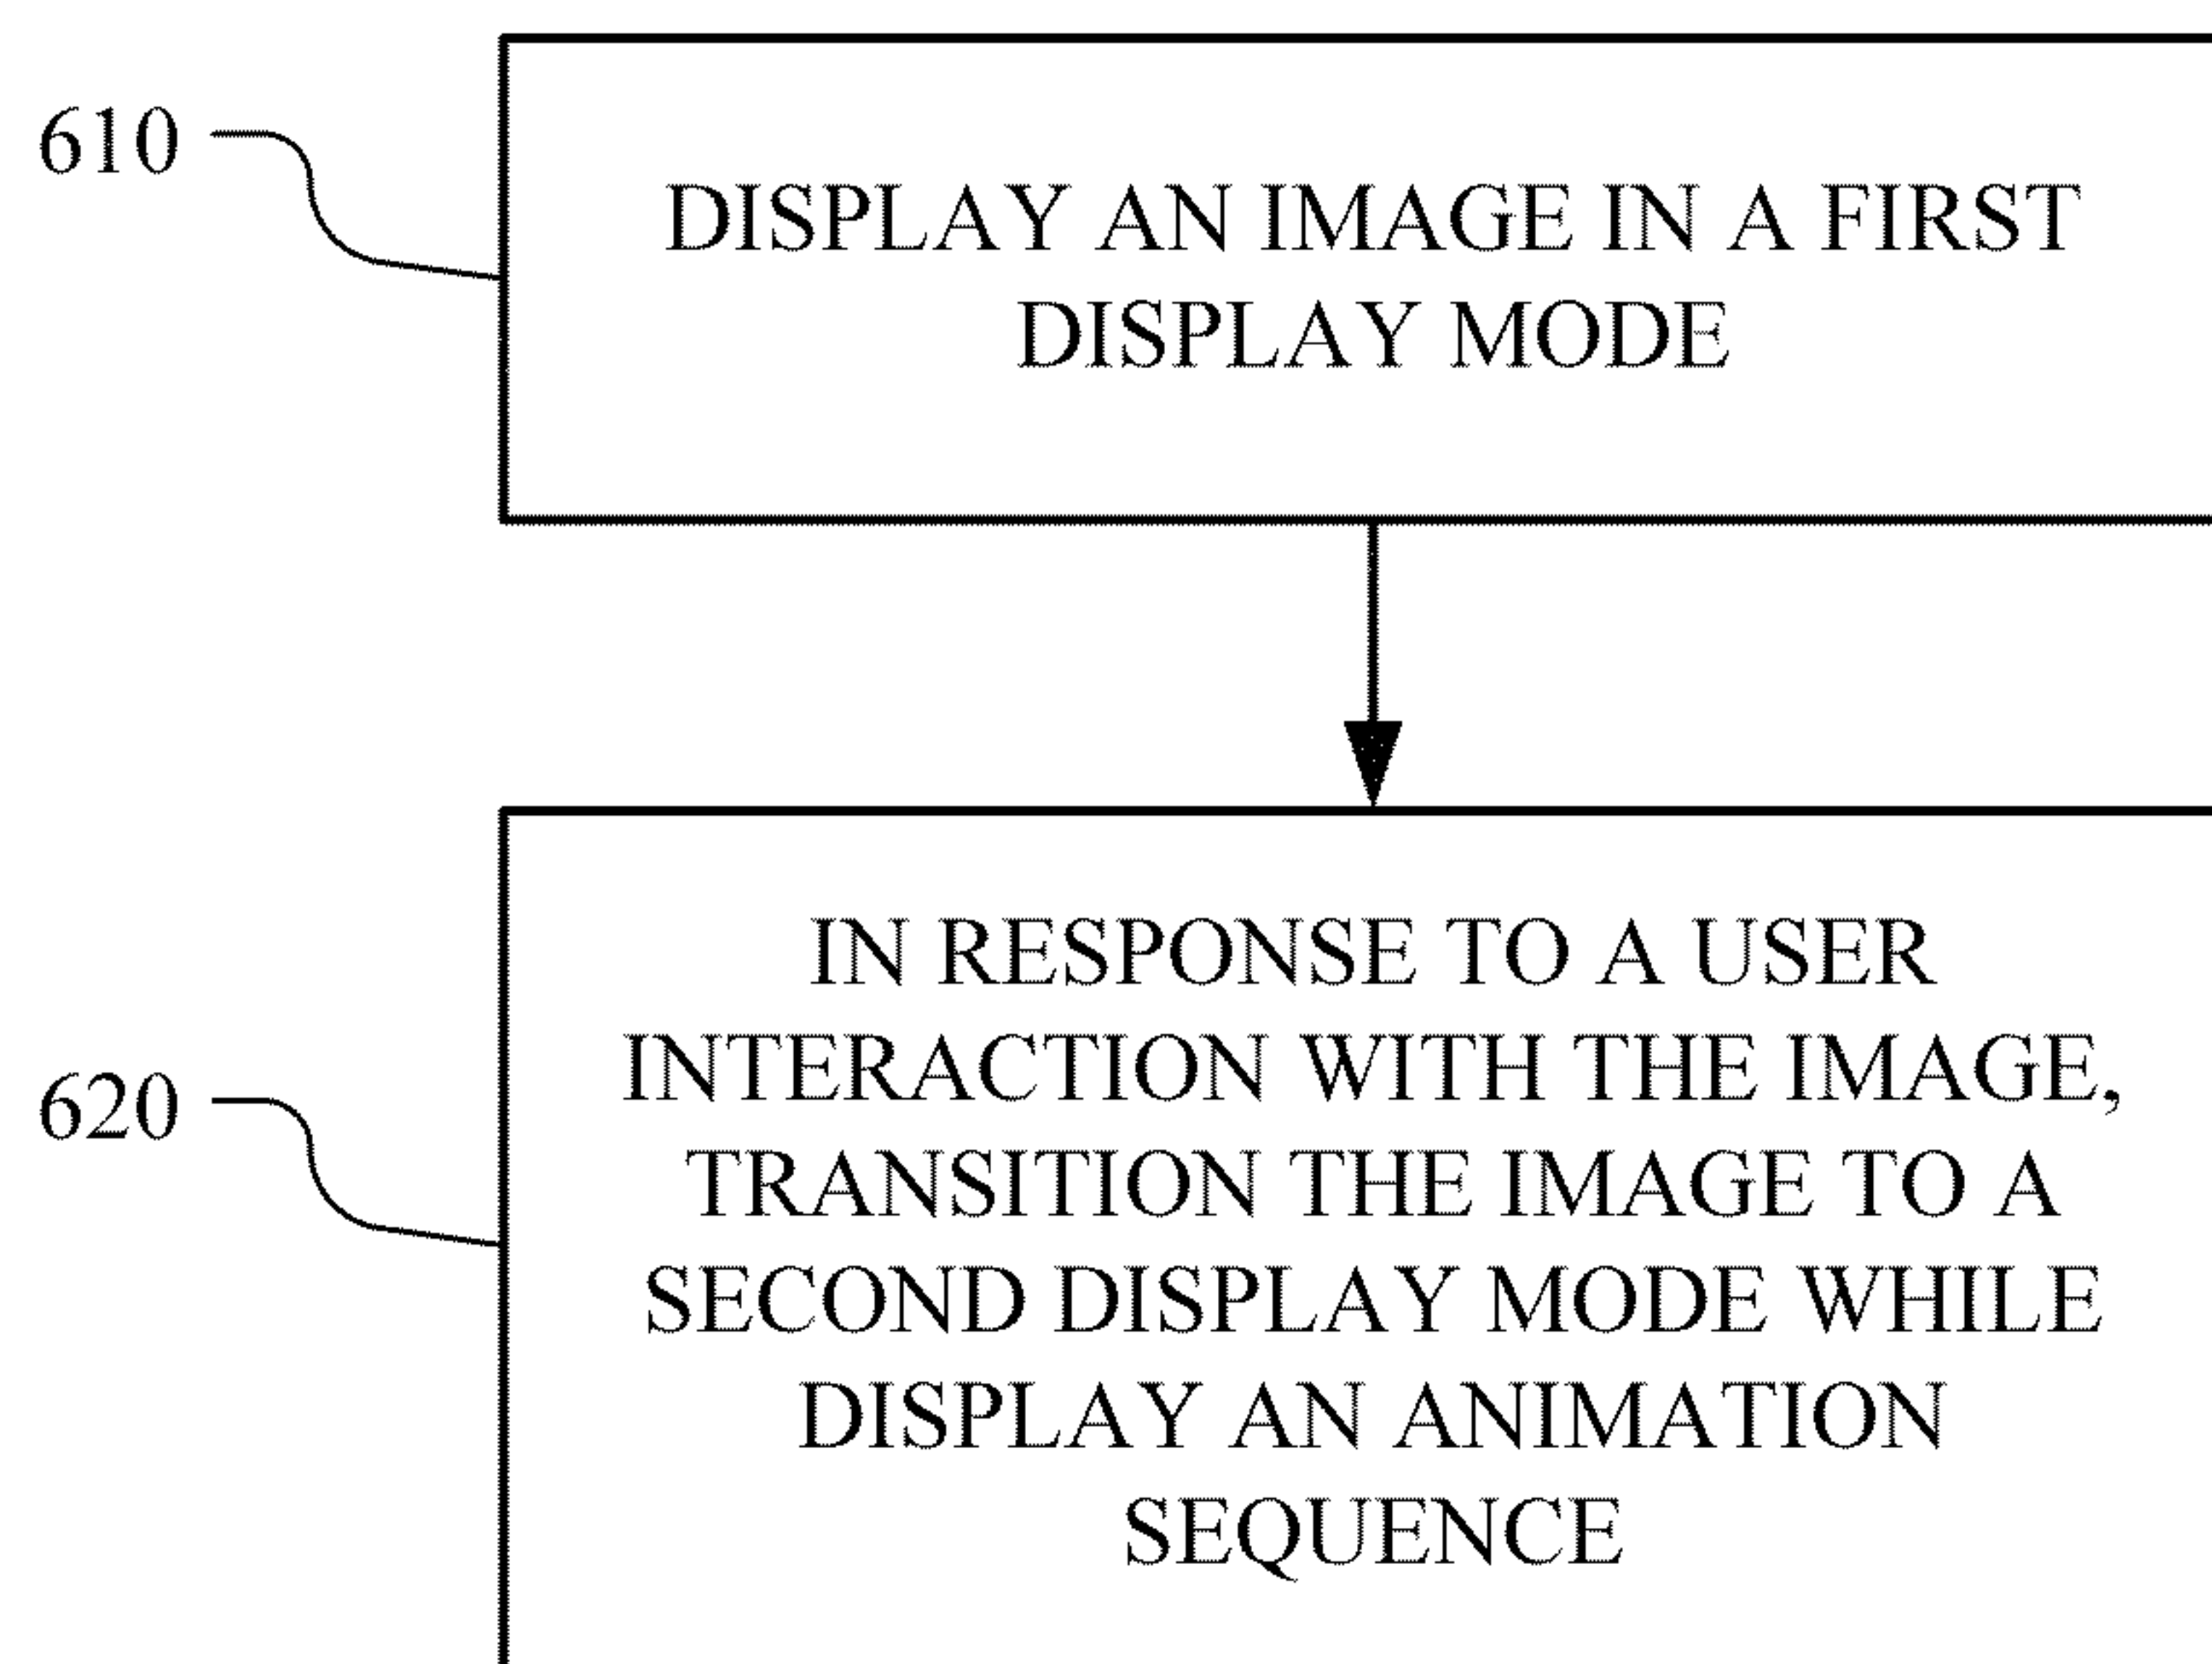 610
DISPLAY AN IMAGE IN A FIRST
DISPLAY MODE
IN RESPONSE TO A USER
INTERACTION WITH THE IMAGE,
620
TRANSITION THE IMAGE TO A
SECOND DISPLAY MODE WHILE
DISPLAY AN ANIMATION
SEQUENCE